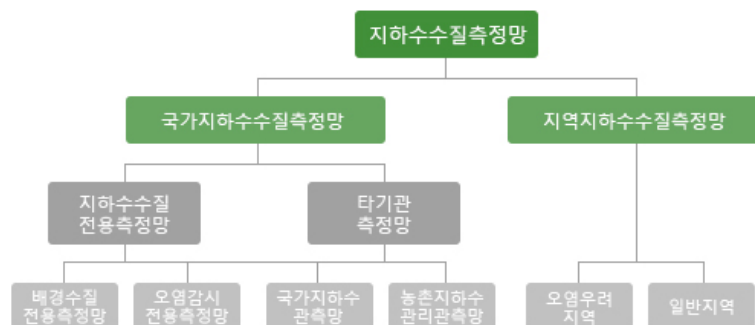 지하수수질측정망
국가지하수수질측정망
지역지하수수질측정망
지하수수질
전용측정망
타기관
측정망
배경수질
전용측정망
오염감시
전용측정망
국가지하수
관측망
농촌지하수
관리관측망
오염우려
지역
일반지역